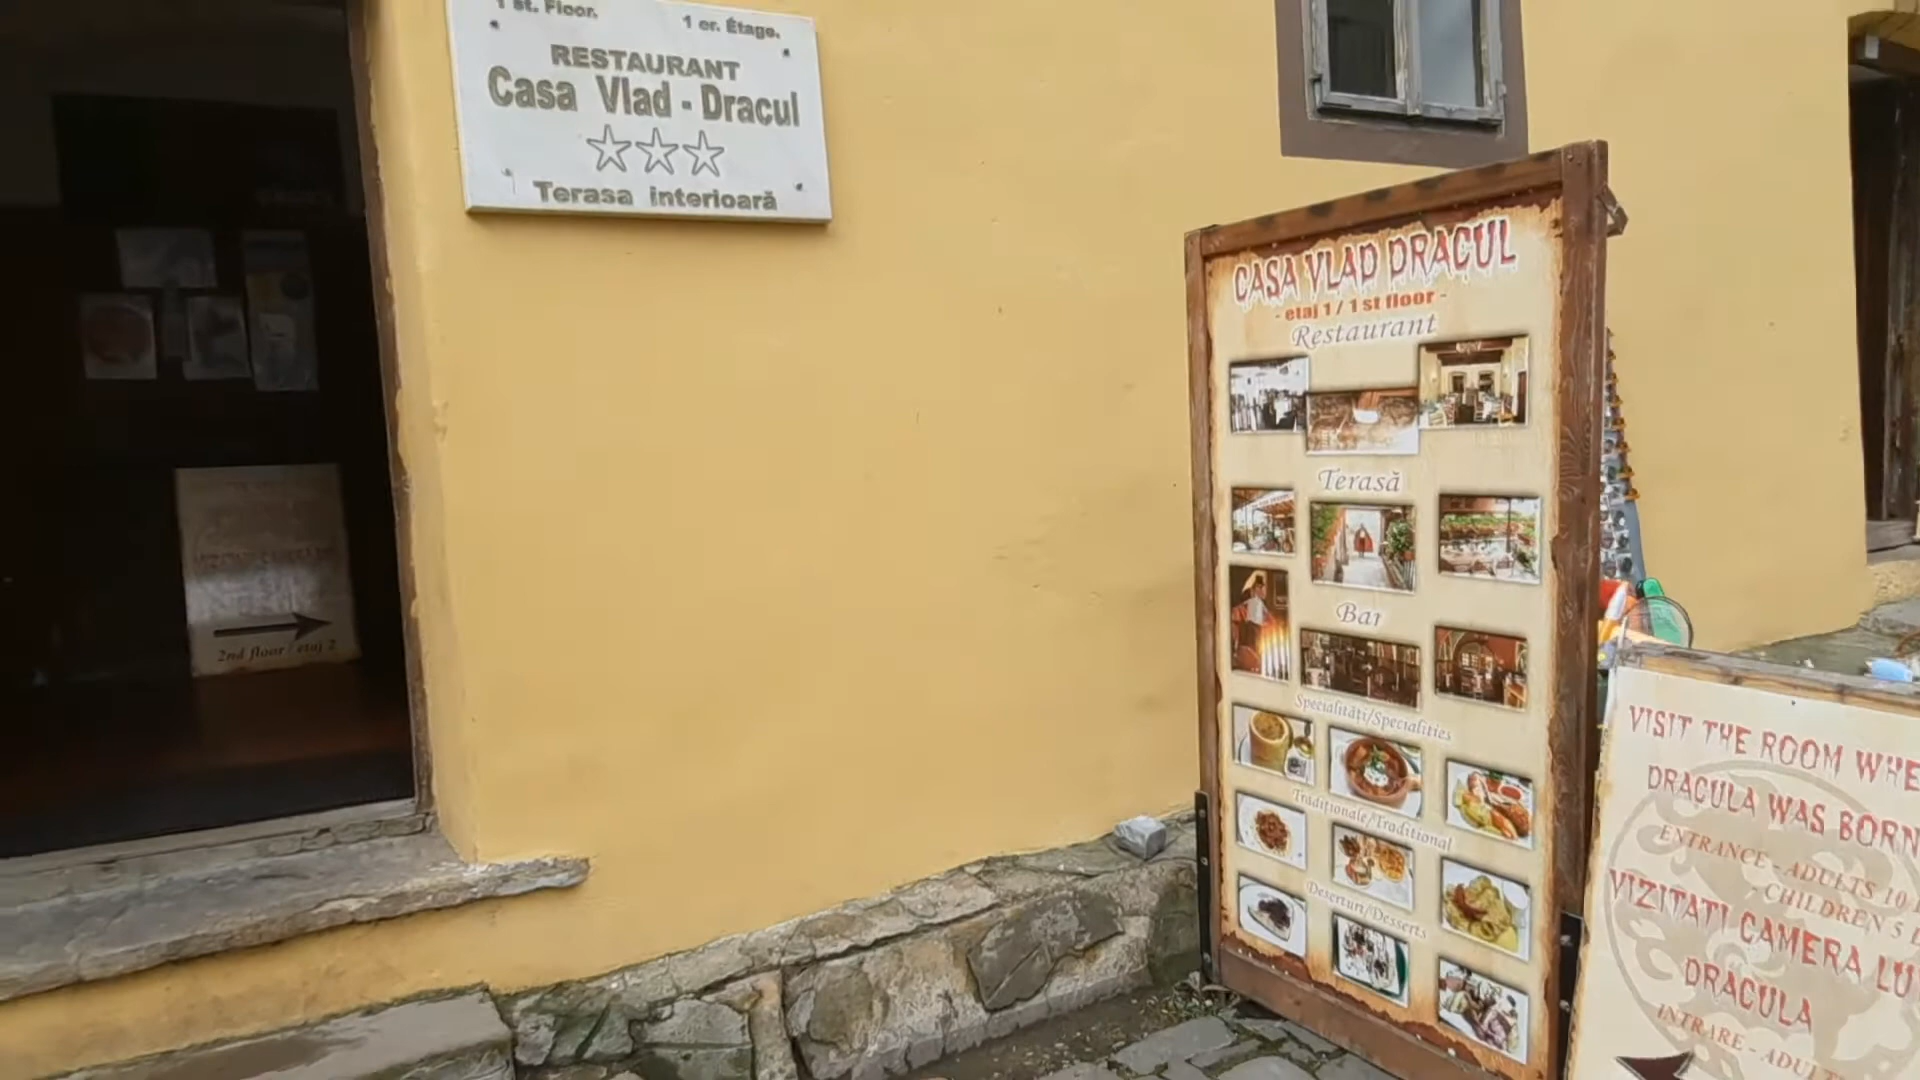 1 st. Floor.
1 er. Étage.
RESTAURANT
Casa Vlad - Dracul
Terasa interioară
2nd floor / etaj 2
CASA VLAD DRACUL
- etaj 1 / 1 st floor -
Restaurant
Terasă
Bar
Specialități/Specialities
Tradiționale/Traditional
Deserturi/Desserts
VISIT THE ROOM WHE
DRACULA WAS BORN
ENTRANCE - ADULTS 10
CHILDREN 5
VIZITATI CAMERA LU
DRACULA
INTRARE - ADULT